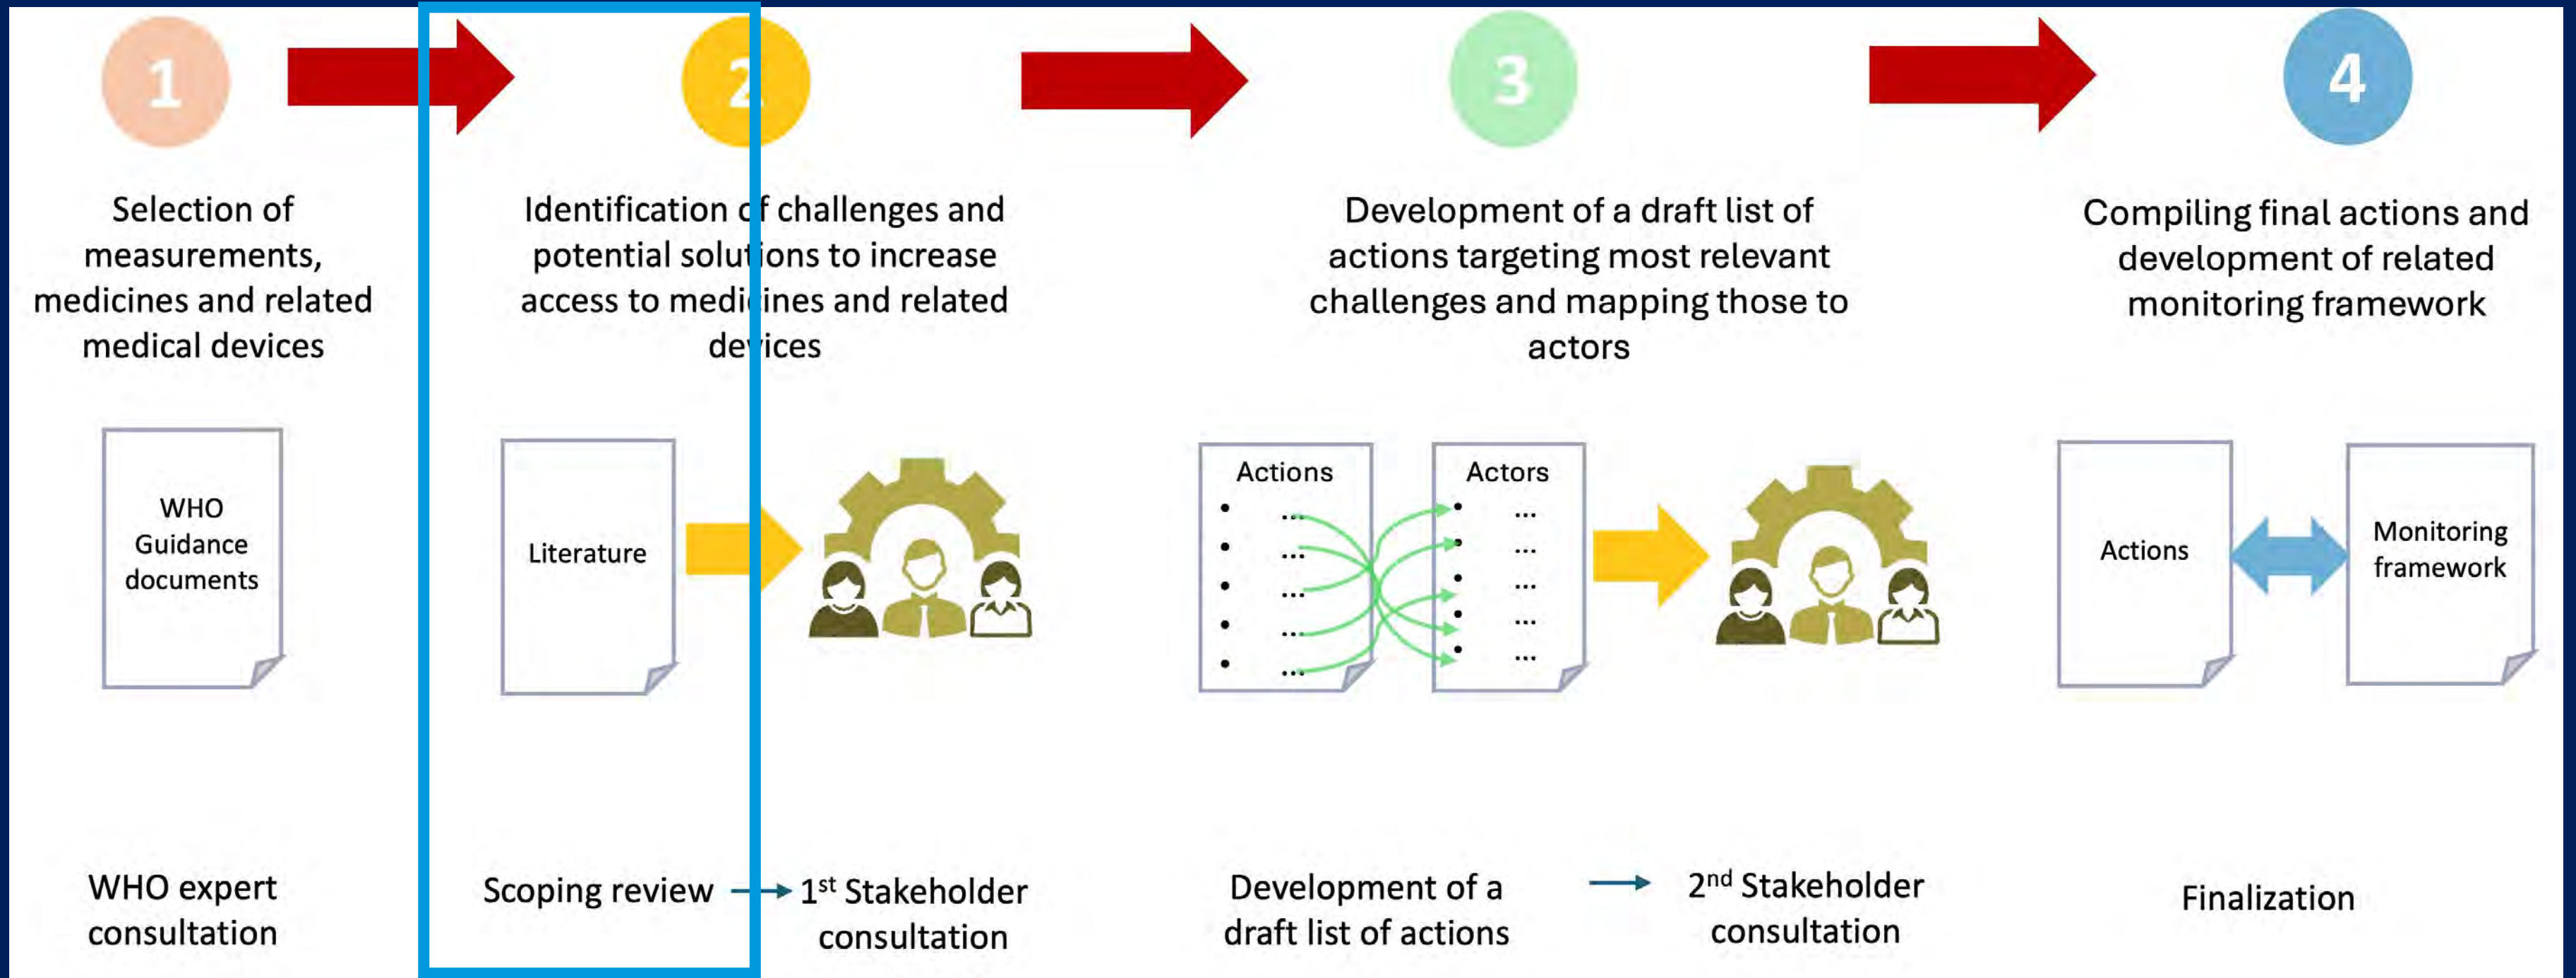 1
Selection of
measurements,
medicines and related
medical devices
WHO
Guidance
documents
WHO expert
consultation
2
Identification of challenges and
potential solutions to increase
access to medicines and related
devices
Literature
Scoping review
1st Stakeholder
consultation
3
Development of a draft list of
actions targeting most relevant
challenges and mapping those to
actors
Actions
• ...
• ...
• ...
• ...
• ...
Actors
• ...
• ...
• ...
• ...
• ...
Development of a
draft list of actions
2nd Stakeholder
consultation
4
Compiling final actions and
development of related
monitoring framework
Actions
Monitoring
framework
Finalization